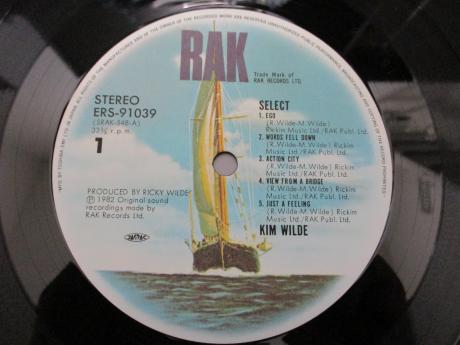 RAK
Trade Mark of
RAK RECORDS LTD.
STEREO
ERS-91039
(SRAK-548-A)
33⅓ r.p.m.
1
SELECT
1. EGO
(R.Wilde-M.Wilde)
Rickim Music Ltd./RAK Publ. Ltd.
2. WORDS FELL DOWN
(R.Wilde-M.Wilde) Rickim
Music Ltd./RAK Publ. Ltd.
3. ACTION CITY
(R.Wilde-M.Wilde) Rickim
Music Ltd./RAK Publ. Ltd.
4. VIEW FROM A BRIDGE
(R.Wilde-M.Wilde) Rickim
Music Ltd./RAK Publ. Ltd.
5. JUST A FEELING
(R.Wilde-M.Wilde) Rickim
Music Ltd./RAK Publ. Ltd.
KIM WILDE
PRODUCED BY RICKY WILDE
Ⓟ 1982 Original sound
recordings made by
RAK Records Ltd.